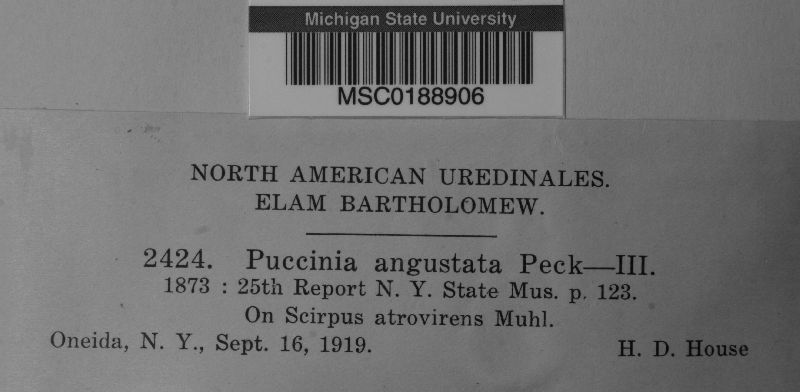 Michigan State University
MSC0188906
NORTH AMERICAN UREDINALES.
ELAM BARTHOLOMEW.
2424. Puccinia angustata Peck—III.
1873 : 25th Report N. Y. State Mus. p. 123.
On Scirpus atrovirens Muhl.
Oneida, N. Y., Sept. 16, 1919. H. D. House